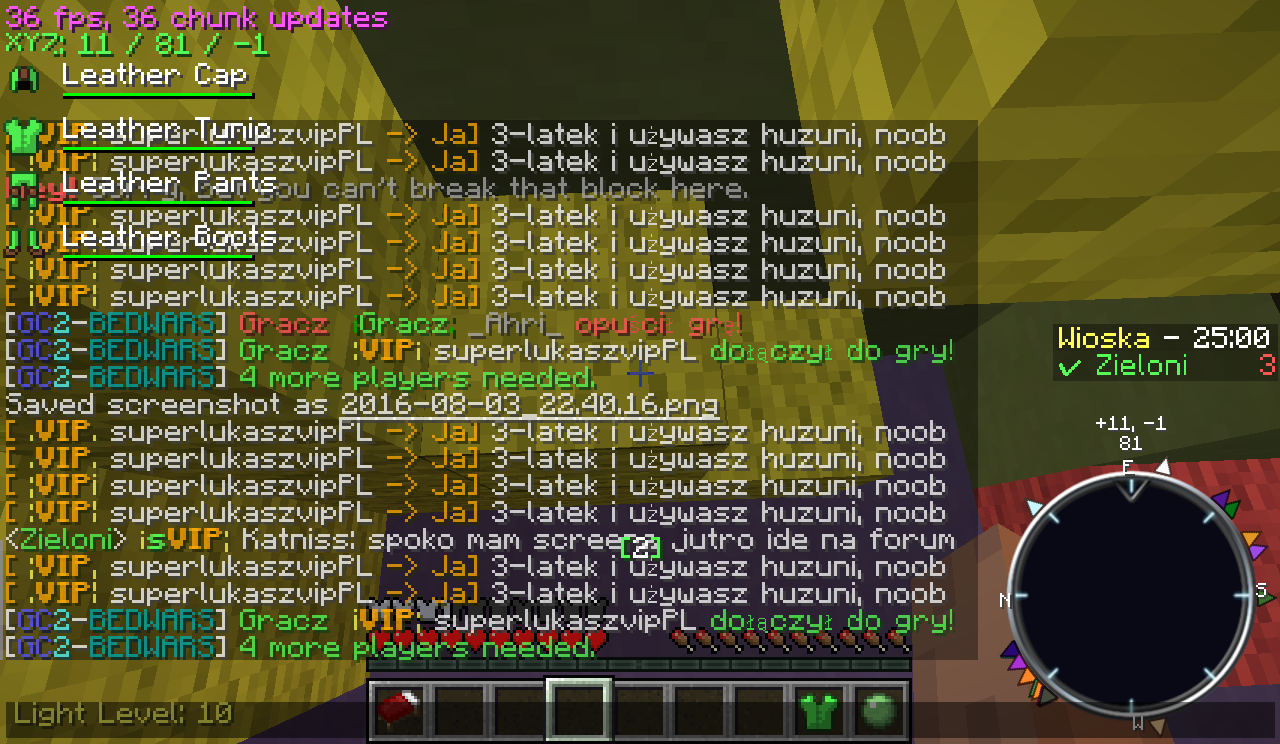 36 fps, 36 chunk updates
XYZ: 11 / 81 / -1
Leather Cap
Leather Tunic
VIP superlukaszvipPL -> Ja] 3-latek i używasz huzuni, noob
[ ¡VIP¡ superlukaszvipPL -> Ja] 3-latek i używasz huzuni, noob
Leather Pants
Hey! Sorry, but you can't break that block here.
[ ¡VIP¡ superlukaszvipPL -> Ja] 3-latek i używasz huzuni, noob
Leather Boots
[ ¡VIP¡ superlukaszvipPL -> Ja] 3-latek i używasz huzuni, noob
[ ¡VIP¡ superlukaszvipPL -> Ja] 3-latek i używasz huzuni, noob
[ ¡VIP¡ superlukaszvipPL -> Ja] 3-latek i używasz huzuni, noob
[GC2-BEDWARS] Gracz ¡Gracz¡ _Ahri_ opuścił grę!
[GC2-BEDWARS] Gracz ¡VIP¡ superlukaszvipPL dołączył do gry!
[GC2-BEDWARS] 4 more players needed.
Saved screenshot as 2016-08-03_22.40.16.png
[ ¡VIP¡ superlukaszvipPL -> Ja] 3-latek i używasz huzuni, noob
[ ¡VIP¡ superlukaszvipPL -> Ja] 3-latek i używasz huzuni, noob
[ ¡VIP¡ superlukaszvipPL -> Ja] 3-latek i używasz huzuni, noob
[ ¡VIP¡ superlukaszvipPL -> Ja] 3-latek i używasz huzuni, noob
<Zieloni> ¡sVIP¡ Katniss: spoko mam screena jutro ide na forum
[2]
[ ¡VIP¡ superlukaszvipPL -> Ja] 3-latek i używasz huzuni, noob
[ ¡VIP¡ superlukaszvipPL -> Ja] 3-latek i używasz huzuni, noob
[GC2-BEDWARS] Gracz ¡VIP¡ superlukaszvipPL dołączył do gry!
[GC2-BEDWARS] 4 more players needed.
Light Level: 10
Wioska - 25:00
✓ Zieloni 3
+11, -1
81
E
N
S
W